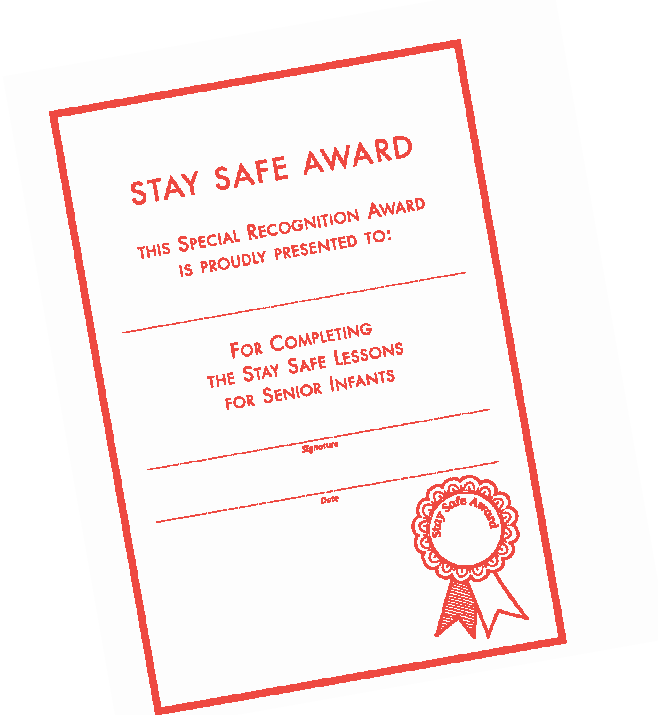 STAY SAFE AWARD
THIS SPECIAL RECOGNITION AWARD
IS PROUDLY PRESENTED TO:
FOR COMPLETING
THE STAY SAFE LESSONS
FOR SENIOR INFANTS
Signature
Date
Stay Safe Award